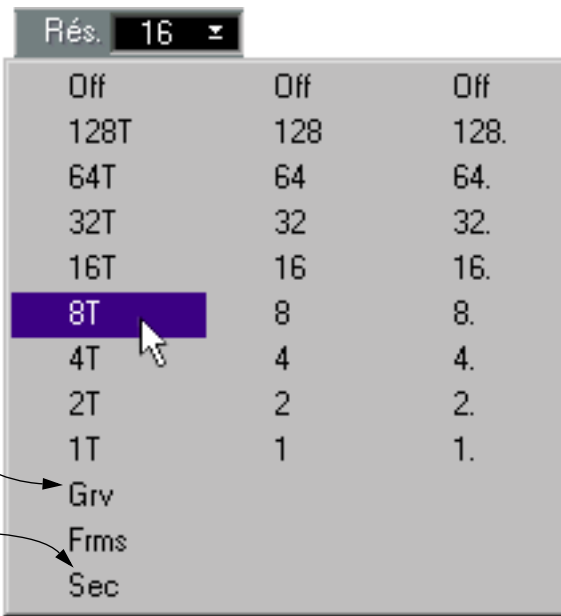 Rés. 16
Off Off Off
128T 128 128.
64T 64 64.
32T 32 32.
16T 16 16.
8T 8 8.
4T 4 4.
2T 2 2.
1T 1 1.
Grv
Frms
Sec